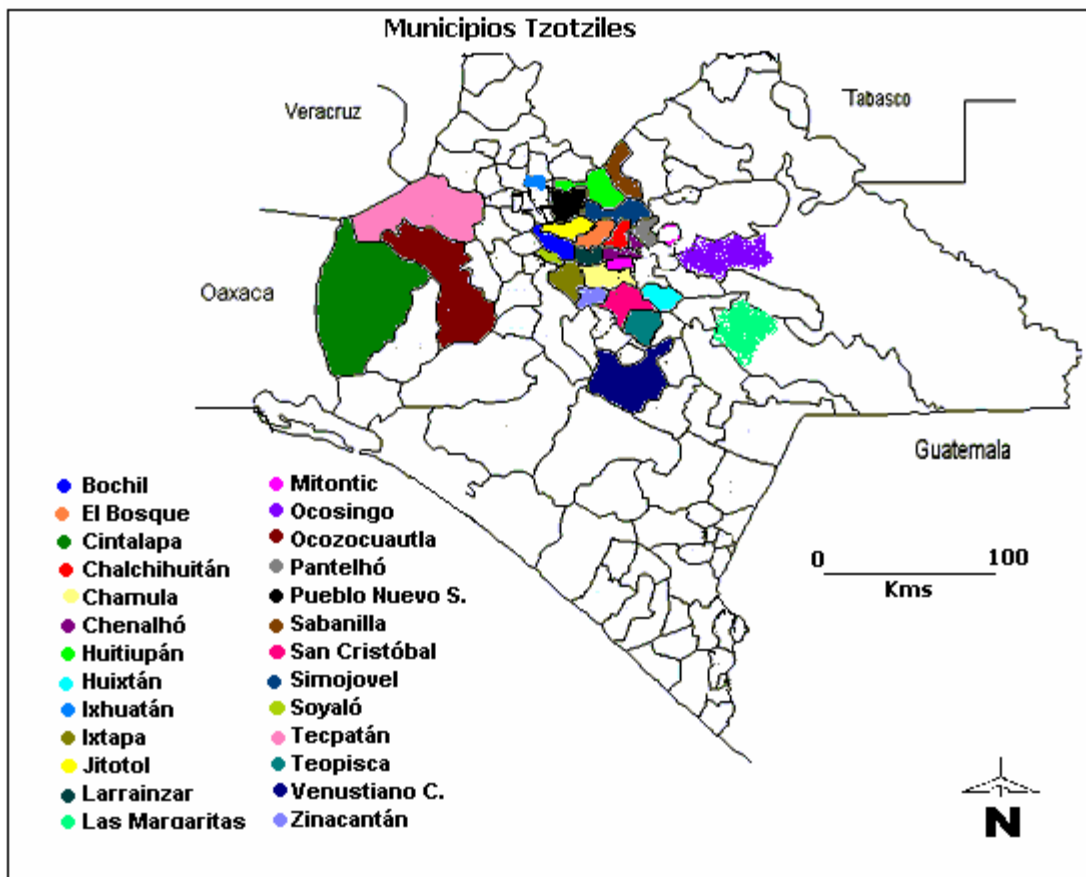 Municipios Tzotziles
Veracruz
Tabasco
Oaxaca
Guatemala
Bochil
El Bosque
Cintalapa
Chalchihuitán
Chamula
Chenalhó
Huitiupán
Huixtán
Ixhuatán
Ixtapa
Jitotol
Larrainzar
Las Margaritas
Mitontic
Ocosingo
Ocozocuautla
Pantelhó
Pueblo Nuevo S.
Sabanilla
San Cristóbal
Simojovel
Soyaló
Tecpatán
Teopisca
Venustiano C.
Zinacantán
0 100
Kms
N